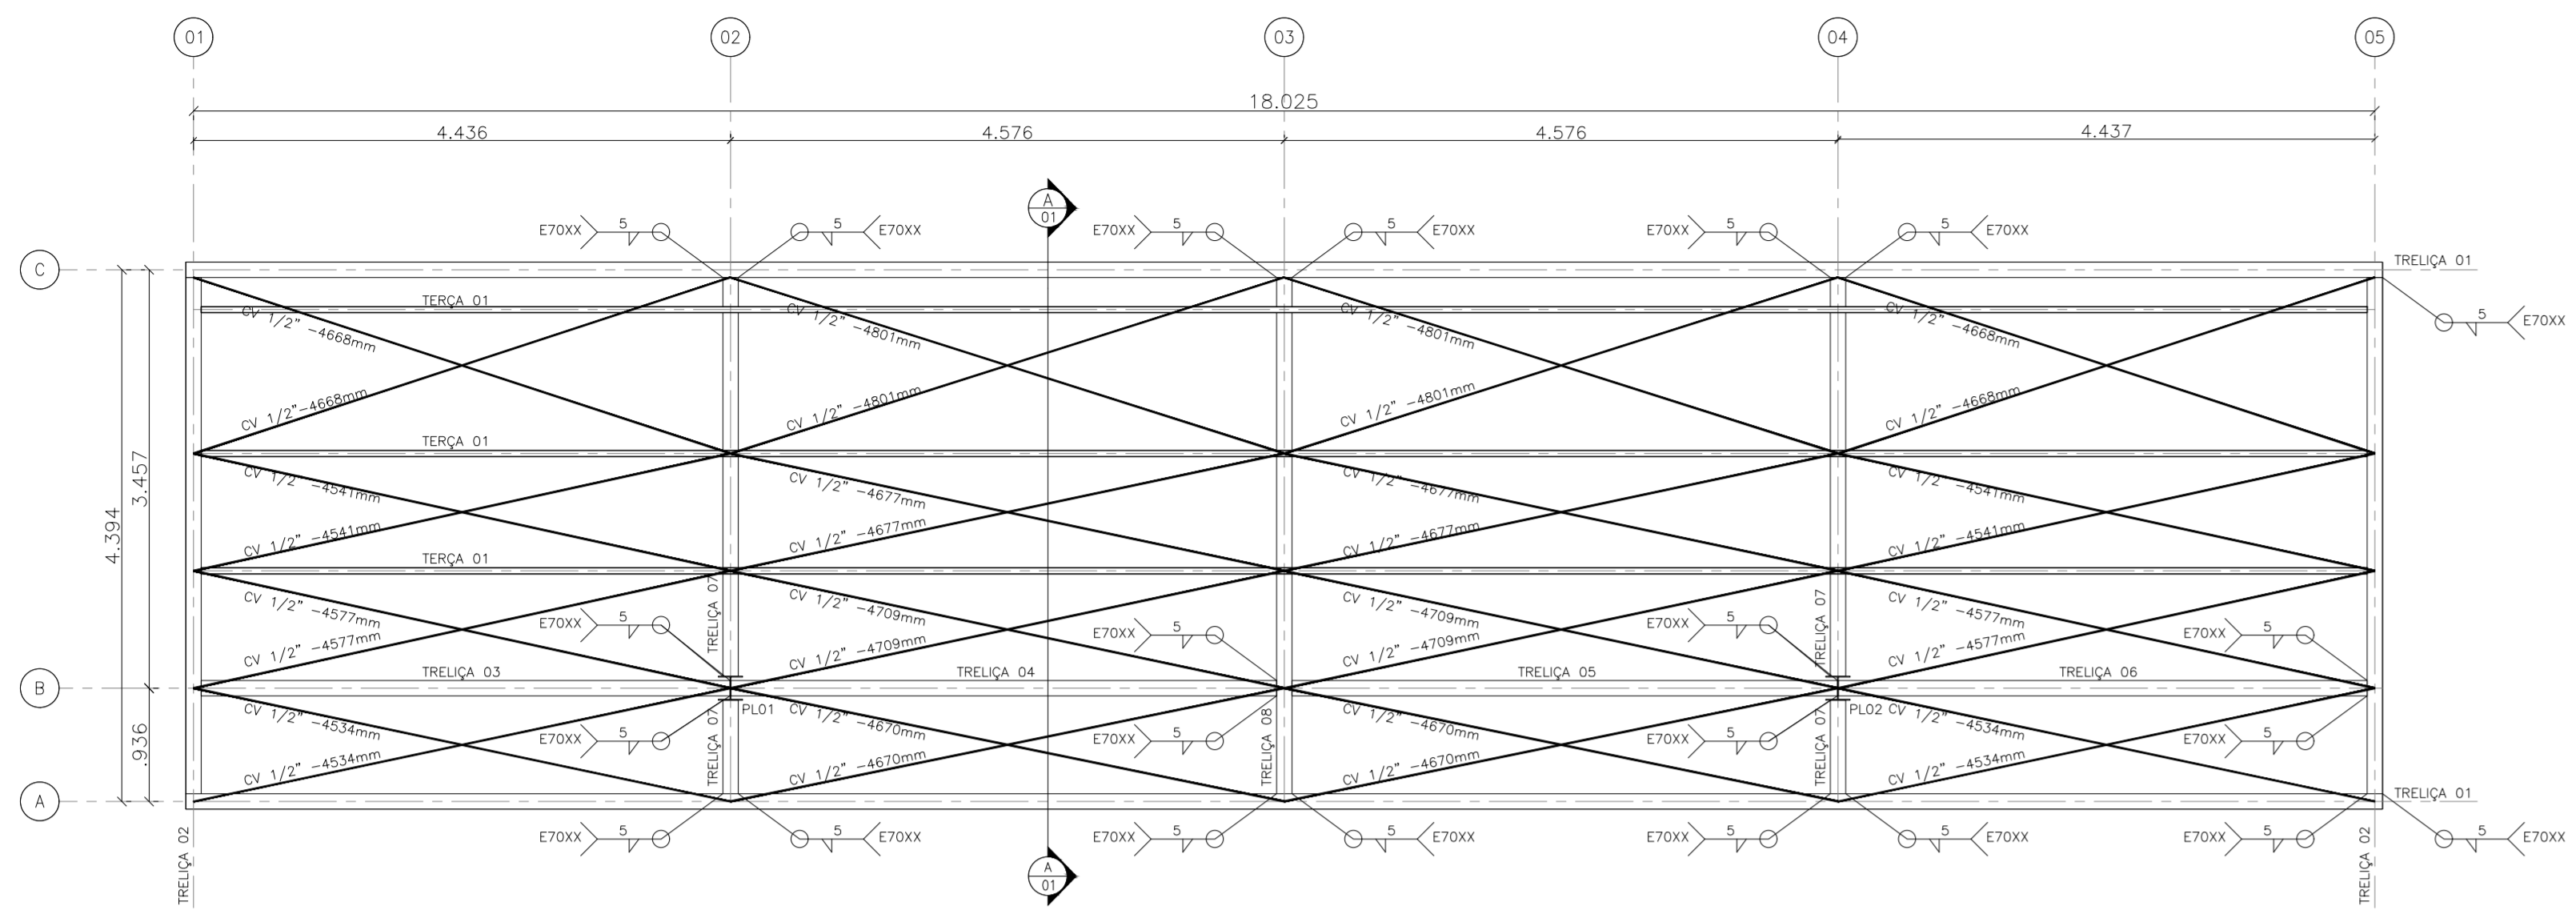 01
02
03
04
05
18.025
4.436
4.576
4.576
4.437
A
01
E70XX
5
5
E70XX
E70XX
5
5
E70XX
E70XX
5
5
E70XX
C
TRELIÇA 01
TERÇA 01
5
E70XX
CV 1/2" -4668mm
CV 1/2" -4801mm
CV 1/2" -4801mm
CV 1/2" -4668mm
CV 1/2" -4668mm
CV 1/2" -4801mm
CV 1/2" -4801mm
CV 1/2" -4668mm
TERÇA 01
3.457
4.394
CV 1/2" -4541mm
CV 1/2" -4677mm
CV 1/2" -4677mm
CV 1/2" -4541mm
CV 1/2" -4541mm
CV 1/2" -4677mm
CV 1/2" -4677mm
CV 1/2" -4541mm
TERÇA 01
CV 1/2" -4577mm
E70XX
5
TRELIÇA 07
CV 1/2" -4709mm
E70XX
5
CV 1/2" -4709mm
E70XX
5
TRELIÇA 07
CV 1/2" -4577mm
E70XX
5
CV 1/2" -4577mm
CV 1/2" -4709mm
CV 1/2" -4709mm
CV 1/2" -4577mm
TRELIÇA 03
TRELIÇA 04
TRELIÇA 05
TRELIÇA 06
B
PL01
PL02
.936
CV 1/2" -4534mm
E70XX
5
TRELIÇA 07
CV 1/2" -4670mm
E70XX
5
TRELIÇA 08
CV 1/2" -4670mm
E70XX
5
TRELIÇA 07
CV 1/2" -4534mm
E70XX
5
CV 1/2" -4534mm
CV 1/2" -4670mm
CV 1/2" -4670mm
CV 1/2" -4534mm
A
TRELIÇA 01
E70XX
5
5
E70XX
E70XX
5
5
E70XX
E70XX
5
5
E70XX
E70XX
5
5
E70XX
TRELIÇA 02
A
01
TRELIÇA 02